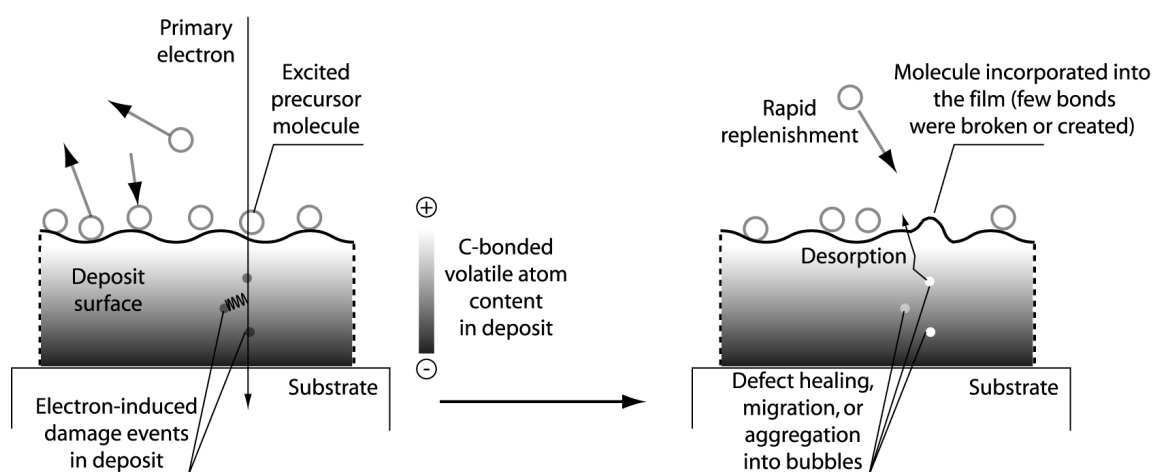 Primary
electron
Excited
precursor
molecule
Deposit
surface
Substrate
Electron-induced
damage events
in deposit
+
C-bonded
volatile atom
content
in deposit
-
Rapid
replenishment
Molecule incorporated into
the film (few bonds
were broken or created)
Desorption
Defect healing,
migration, or
aggregation
into bubbles
Substrate